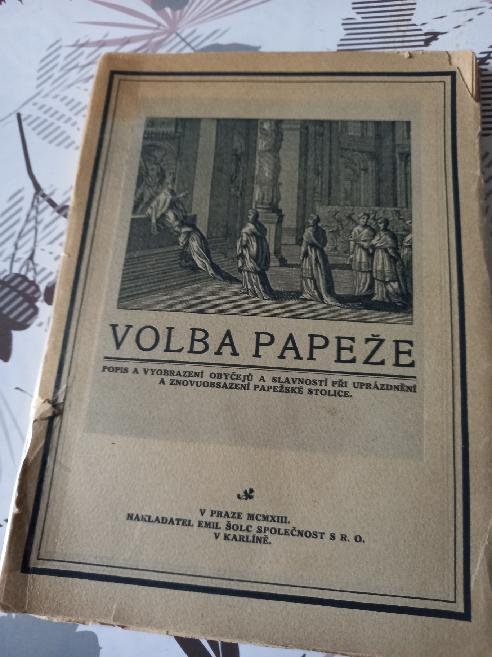 VOLBA PAPEŽE
POPIS A VYOBRAZENÍ OBYČEJŮ A SLAVNOSTÍ PŘI UPRÁZDNĚNÍ
A ZNOVUOBSAZENÍ PAPEŽSKÉ STOLICE.
V PRAZE MCMXIII.
NAKLADATEL EMIL ŠOLC SPOLEČNOST S R. O.
V KARLÍNĚ.